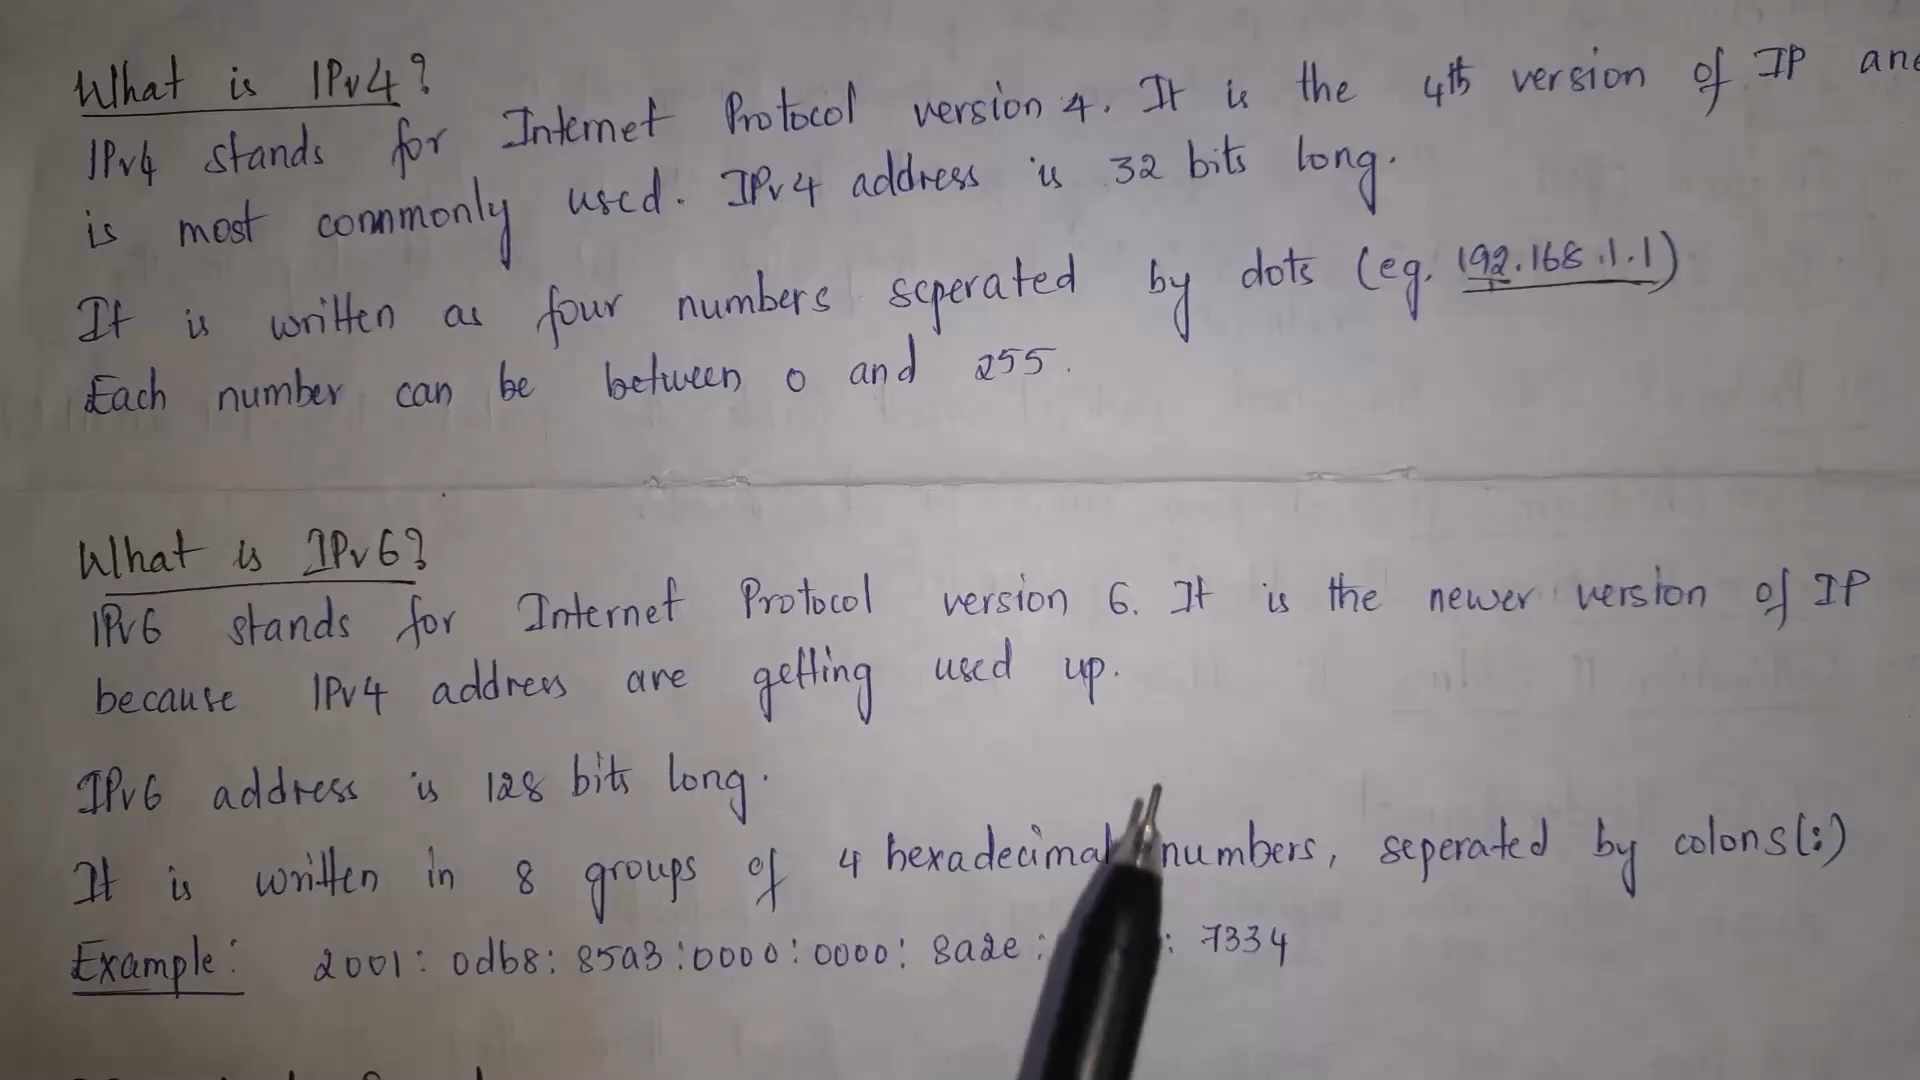 What is IPv4?
IPv4 stands for Internet Protocol version 4. It is the 4th version of IP and
is most commonly used. IPv4 address is 32 bits long.
It is written as four numbers seperated by dots (eg. 192.168.1.1)
Each number can be between 0 and 255.
What is IPv6?
IPv6 stands for Internet Protocol version 6. It is the newer version of IP
because IPv4 address are getting used up.
IPv6 address is 128 bits long.
It is written in 8 groups of 4 hexadecimal numbers, seperated by colons(:)
Example: 2001:0db8:85a3:0000:0000:8a2e: : 7334